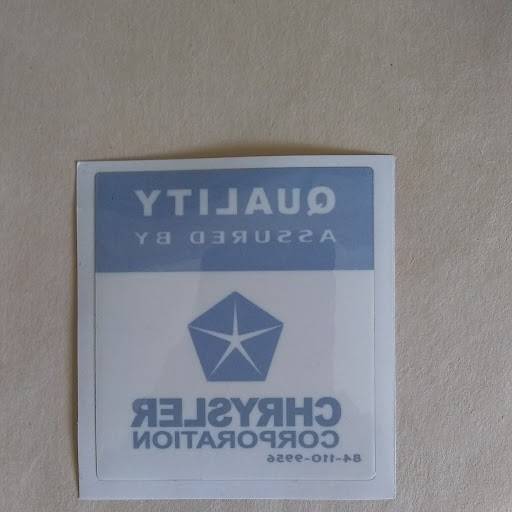 QUALITY
ASSURED BY
CHRYSLER
CORPORATION
84-110-9956